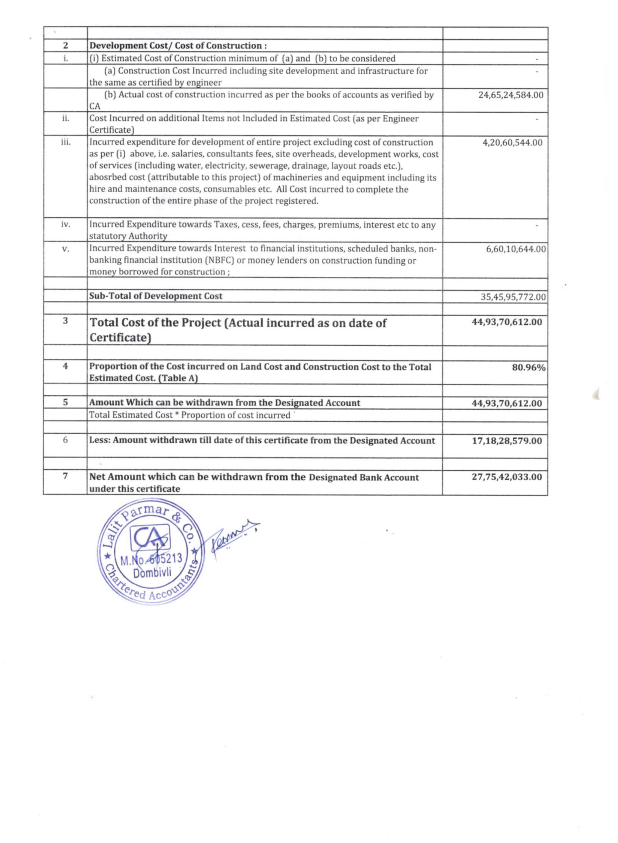 2 Development Cost/ Cost of Construction :
i. (i) Estimated Cost of Construction minimum of (a) and (b) to be considered -
(a) Construction Cost Incurred including site development and infrastructure for -
the same as certified by engineer
(b) Actual cost of construction incurred as per the books of accounts as verified by 24,65,24,584.00
CA
ii. Cost Incurred on additional Items not Included in Estimated Cost (as per Engineer -
Certificate)
iii. Incurred expenditure for development of entire project excluding cost of construction 4,20,60,544.00
as per (i) above, i.e. salaries, consultants fees, site overheads, development works, cost
of services (including water, electricity, sewerage, drainage, layout roads etc.),
abosrbed cost (attributable to this project) of machineries and equipment including its
hire and maintenance costs, consumables etc. All Cost incurred to complete the
construction of the entire phase of the project registered.
iv. Incurred Expenditure towards Taxes, cess, fees, charges, premiums, interest etc to any -
statutory Authority
v. Incurred Expenditure towards Interest to financial institutions, scheduled banks, non- 6,60,10,644.00
banking financial institution (NBFC) or money lenders on construction funding or
money borrowed for construction ;
Sub-Total of Development Cost 35,45,95,772.00
3 Total Cost of the Project (Actual incurred as on date of 44,93,70,612.00
Certificate)
4 Proportion of the Cost incurred on Land Cost and Construction Cost to the Total 80.96%
Estimated Cost. (Table A)
5 Amount Which can be withdrawn from the Designated Account 44,93,70,612.00
Total Estimated Cost * Proportion of cost incurred
6 Less: Amount withdrawn till date of this certificate from the Designated Account 17,18,28,579.00
7 Net Amount which can be withdrawn from the Designated Bank Account 27,75,42,033.00
under this certificate
Lalit Parmar & Co.
CA
M.No. 605213
Dombivli
Chartered Accountants